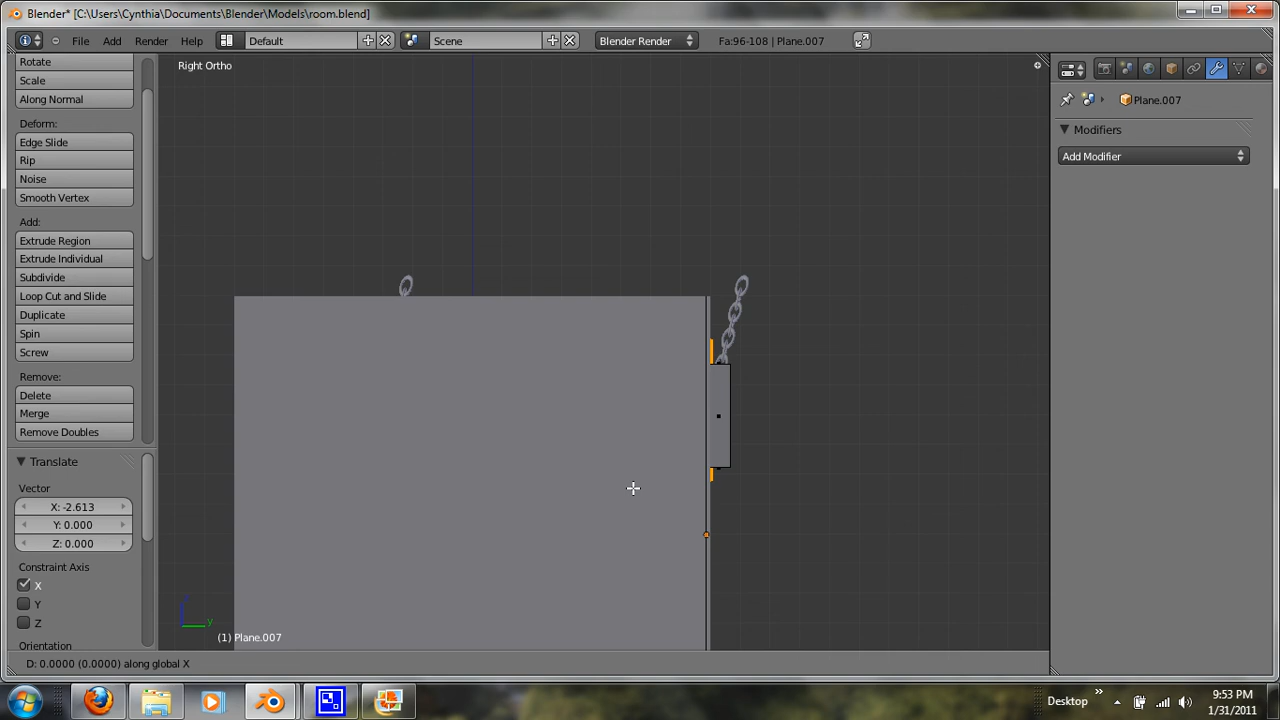 Blender* [C:\Users\Cynthia\Documents\Blender\Models\room.blend]
File Add Render Help Default Scene Blender Render Fa:96-108 | Plane.007
Rotate
Scale
Along Normal
Deform:
Edge Slide
Rip
Noise
Smooth Vertex
Add:
Extrude Region
Extrude Individual
Subdivide
Loop Cut and Slide
Duplicate
Spin
Screw
Remove:
Delete
Merge
Remove Doubles
Translate
Vector
X: -2.613
Y: 0.000
Z: 0.000
Constraint Axis
X
Y
Z
Orientation
Right Ortho
y
(1) Plane.007
D: 0.0000 (0.0000) along global X
Plane.007
Modifiers
Add Modifier
Desktop
9:53 PM
1/31/2011